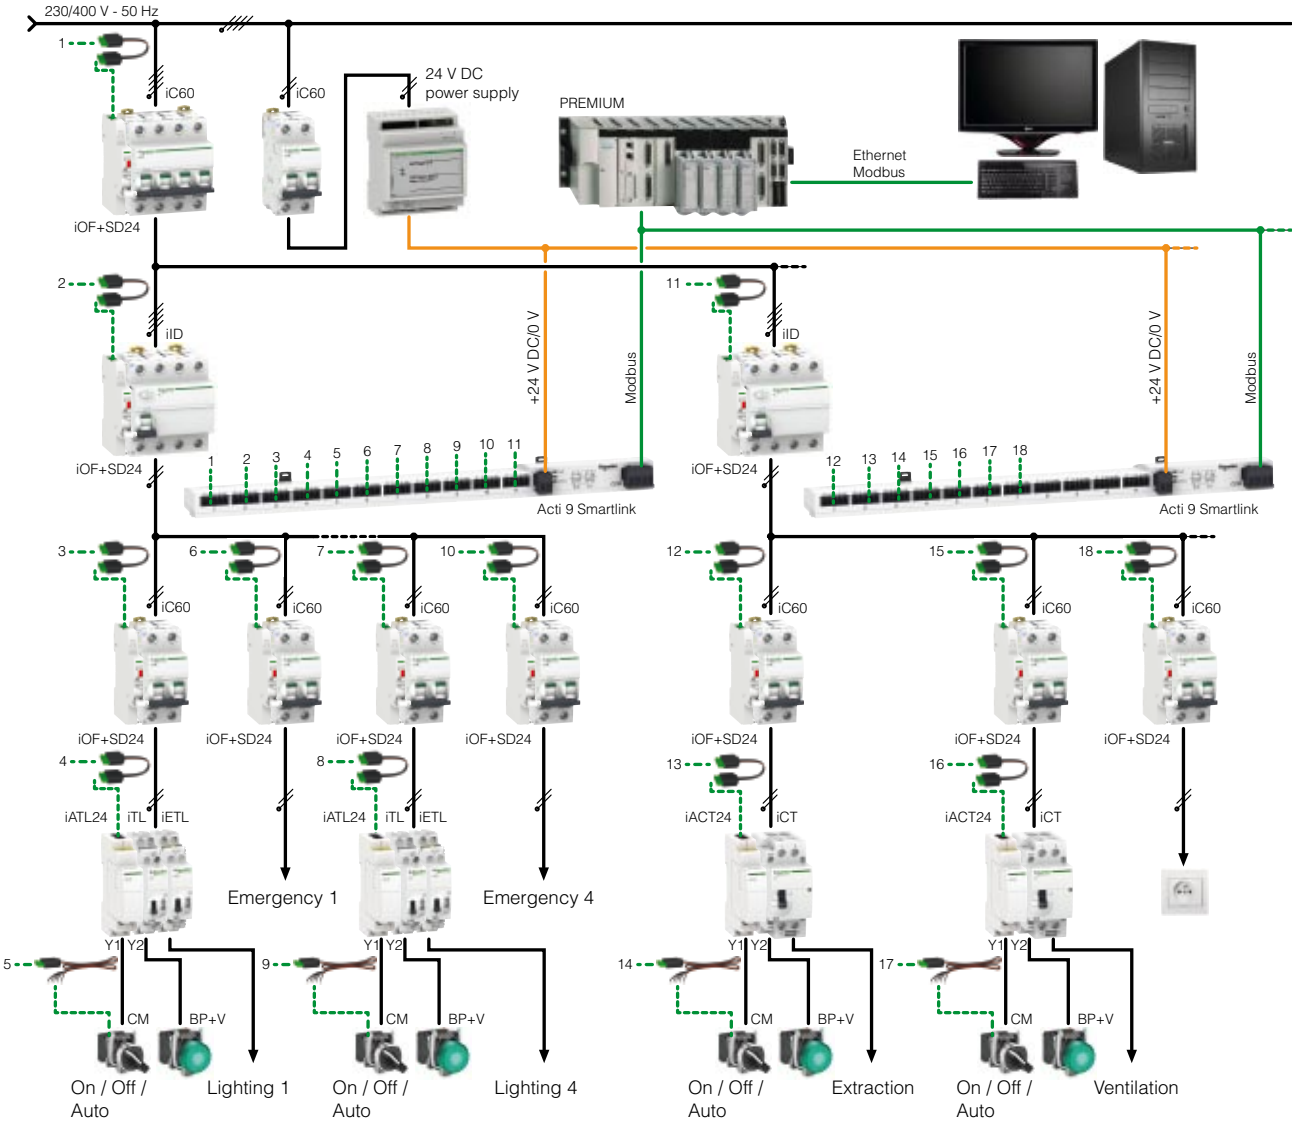 230/400 V - 50 Hz
1
iC60
iC60
24 V DC
power supply
PREMIUM
Ethernet
Modbus
iOF+SD24
2
iID
11
iID
+24 V DC/0 V
Modbus
+24 V DC/0 V
Modbus
iOF+SD24
1 2 3 4 5 6 7 8 9 10 11
Acti 9 Smartlink
iOF+SD24
12 13 14 15 16 17 18
Acti 9 Smartlink
3
6
7
10
12
15
18
iC60
iC60
iC60
iC60
iC60
iC60
iC60
iOF+SD24
iOF+SD24
iOF+SD24
iOF+SD24
iOF+SD24
iOF+SD24
iOF+SD24
4
8
13
16
iATL24 iTL iETL
iATL24 iTL iETL
iACT24 iCT
iACT24 iCT
Emergency 1
Emergency 4
Y1 Y2
Y1 Y2
Y1 Y2
Y1 Y2
5
9
14
17
CM BP+V
CM BP+V
CM BP+V
CM BP+V
On / Off /
Auto
Lighting 1
On / Off /
Auto
Lighting 4
On / Off /
Auto
Extraction
On / Off /
Auto
Ventilation